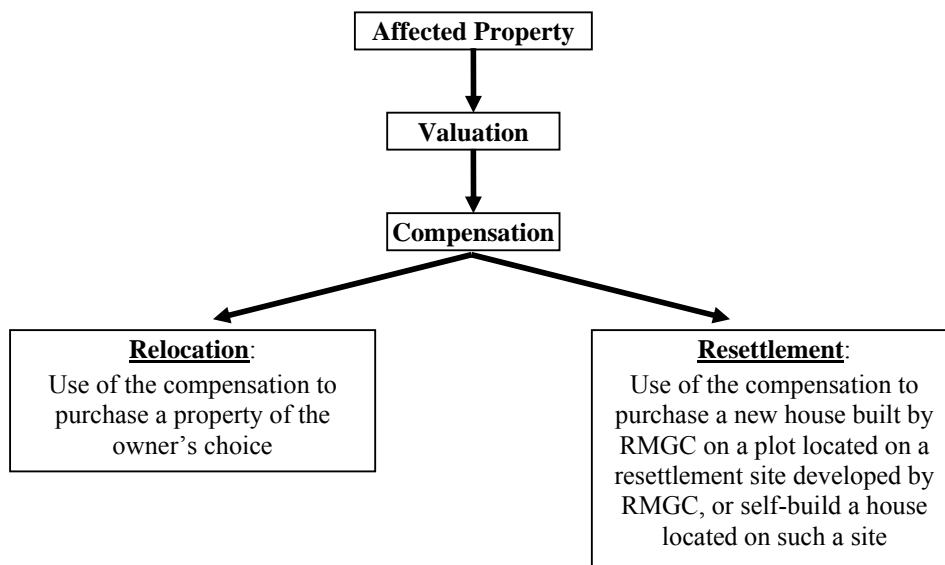 Affected Property
Valuation
Compensation
Relocation:
Use of the compensation to
purchase a property of the
owner’s choice
Resettlement:
Use of the compensation to
purchase a new house built by
RMGC on a plot located on a
resettlement site developed by
RMGC, or self-build a house
located on such a site